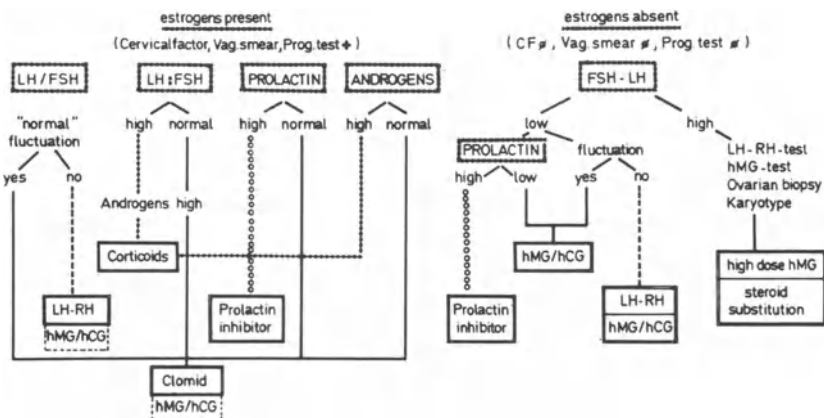 estrogens present
(Cervicalfactor, Vag.smear, Prog.test +)
LH/FSH
LH:FSH
PROLACTIN
ANDROGENS
"normal"
fluctuation
high normal
high normal
high normal
yes no
Androgens high
Corticoids
LH-RH
hMG/hCG
Prolactin
inhibitor
Clomid
hMG/hCG
estrogens absent
(CF ø, Vag.smear ø, Prog.test ø)
FSH-LH
low
high
PROLACTIN
fluctuation
high low
yes no
LH-RH-test
hMG-test
Ovarian biopsy
Karyotype
hMG/hCG
Prolactin
inhibitor
LH-RH
hMG/hCG
high dose hMG
steroid
substitution